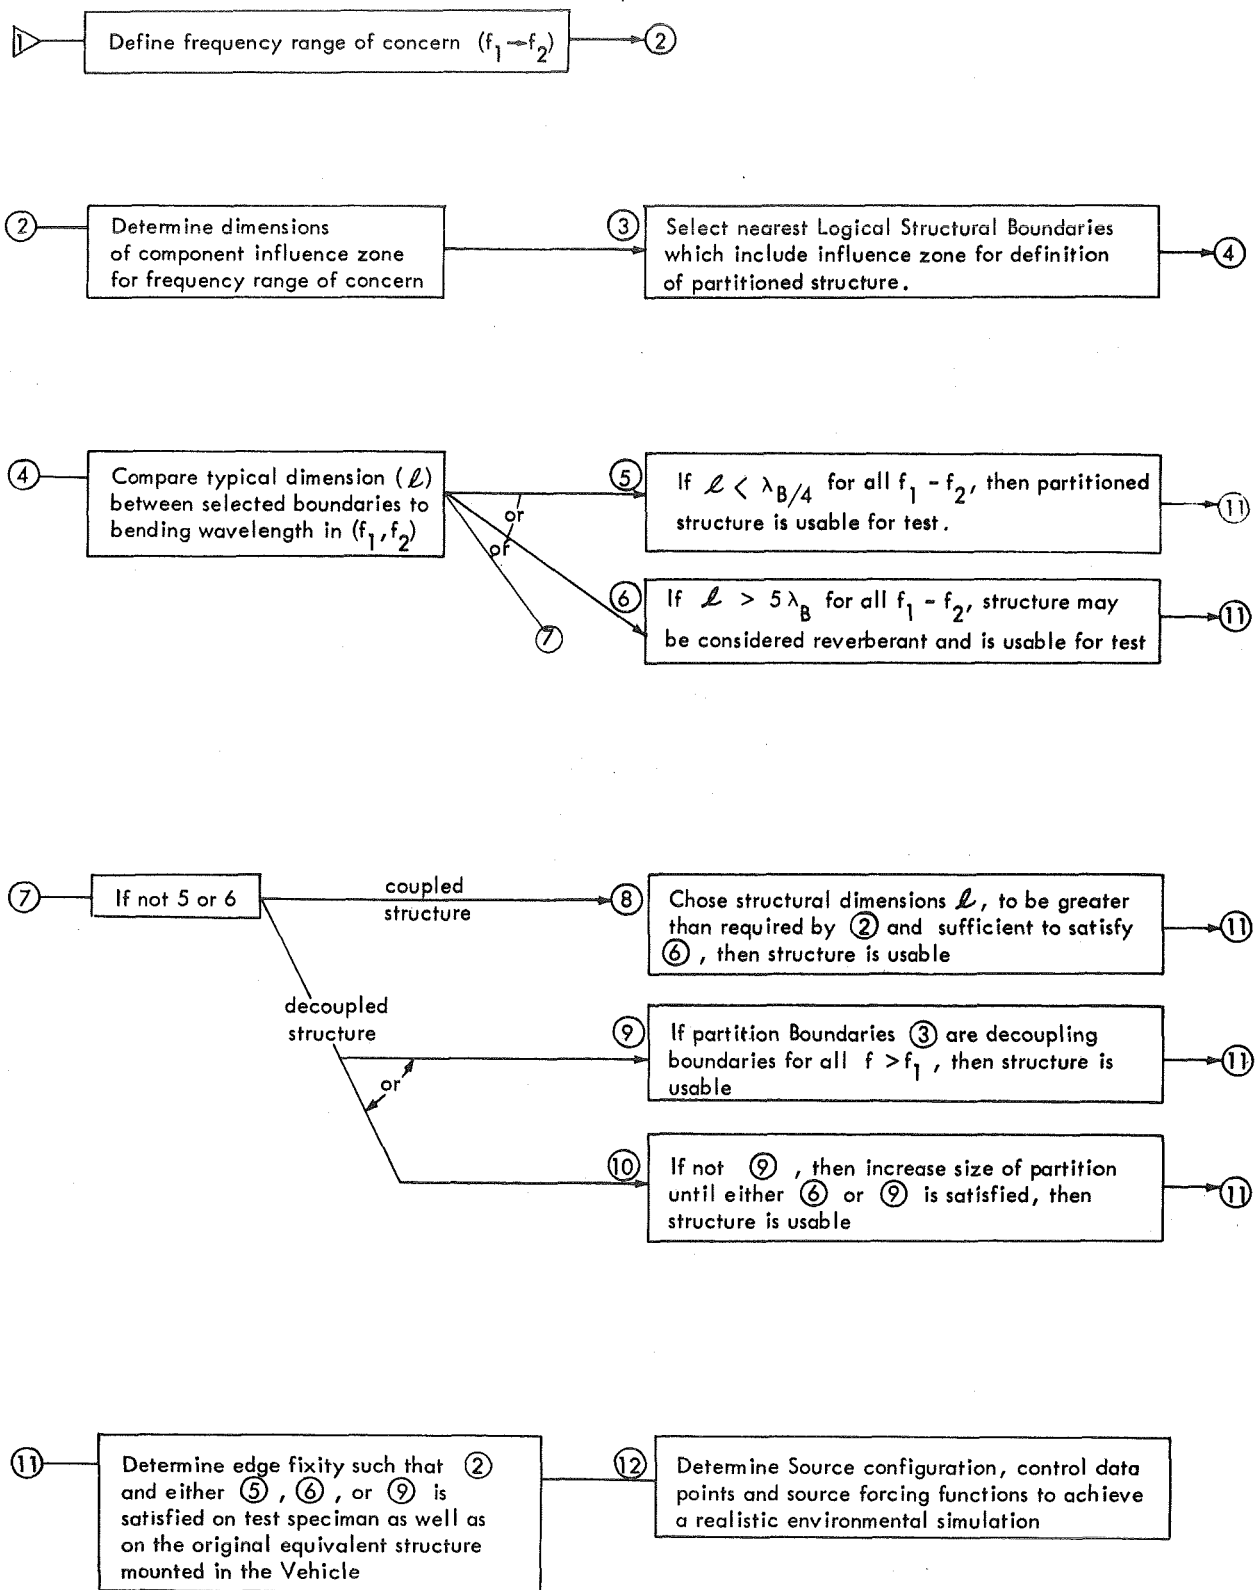 1
Define frequency range of concern (f₁→f₂)
2
2
Determine dimensions
of component influence zone
for frequency range of concern
3
Select nearest Logical Structural Boundaries
which include influence zone for definition
of partitioned structure.
4
4
Compare typical dimension (ℓ)
between selected boundaries to
bending wavelength in (f₁,f₂)
or
or
7
5
If ℓ < λ_B/4 for all f₁ - f₂, then partitioned
structure is usable for test.
11
6
If ℓ > 5λ_B for all f₁ - f₂, structure may
be considered reverberant and is usable for test
11
7
If not 5 or 6
coupled
structure
8
Chose structural dimensions ℓ, to be greater
than required by ② and sufficient to satisfy
⑥, then structure is usable
11
decoupled
structure
or
9
If partition Boundaries ③ are decoupling
boundaries for all f > f₁, then structure is
usable
11
10
If not ⑨, then increase size of partition
until either ⑥ or ⑨ is satisfied, then
structure is usable
11
11
Determine edge fixity such that ②
and either ⑤, ⑥, or ⑨ is
satisfied on test speciman as well as
on the original equivalent structure
mounted in the Vehicle
12
Determine Source configuration, control data
points and source forcing functions to achieve
a realistic environmental simulation